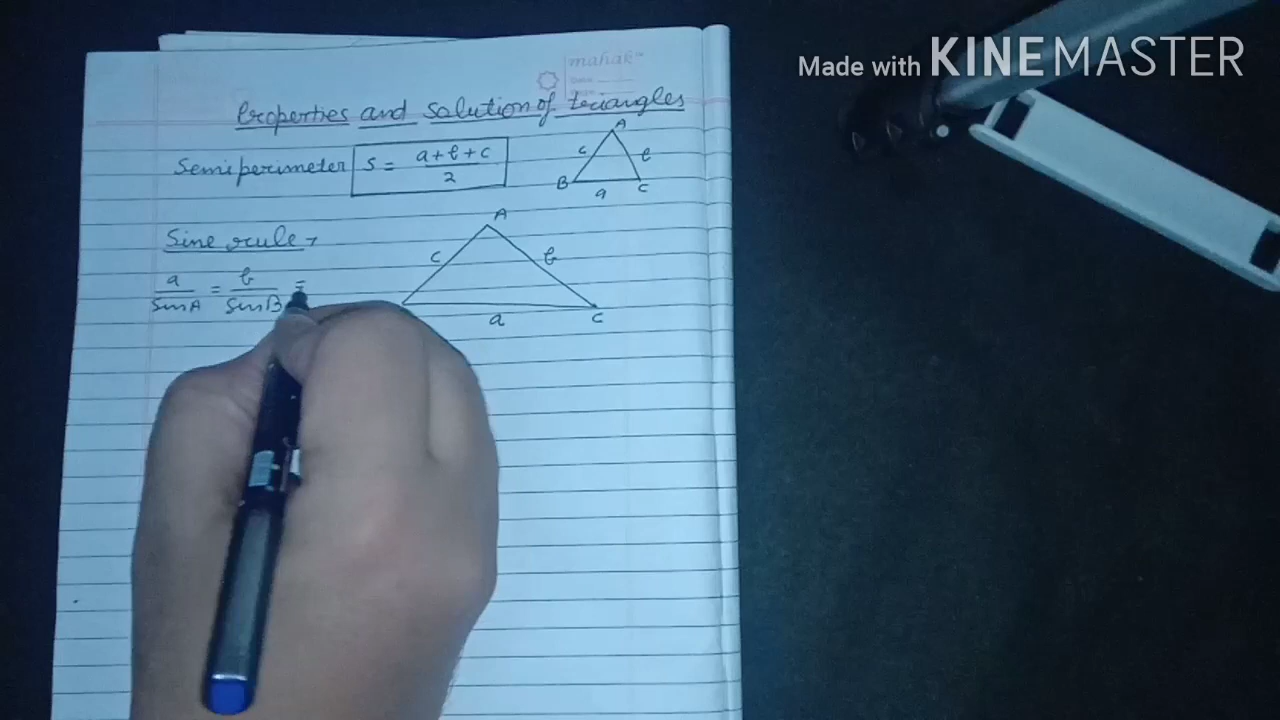 Made with KINEMASTER
mahak
Properties and solution of triangles
Semiperimeter S = a+b+c / 2
A
c b
B a C
Sine rule →
A
c b
a/sinA = b/sinB =
a C